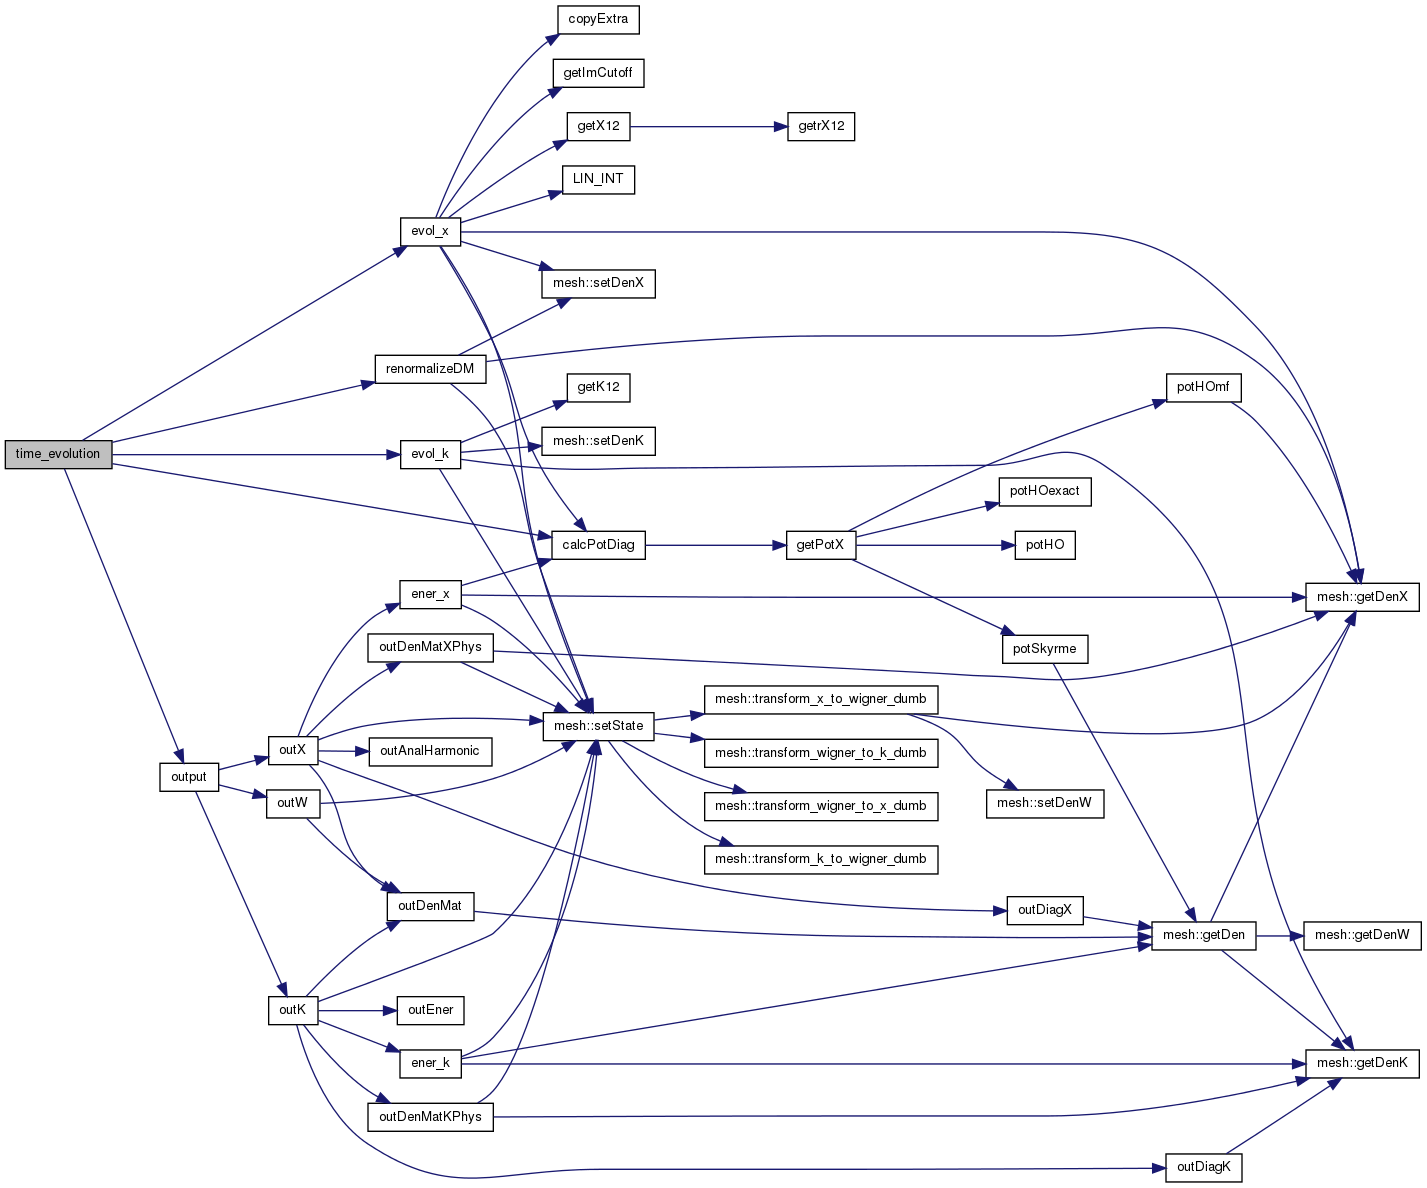 copyExtra
getImCutoff
getX12
getrX12
LIN_INT
evol_x
mesh::setDenX
renormalizeDM
getK12
potHOmf
mesh::setDenK
time_evolution
evol_k
potHOexact
calcPotDiag
getPotX
potHO
ener_x
mesh::getDenX
outDenMatXPhys
potSkyrme
mesh::transform_x_to_wigner_dumb
mesh::setState
outX
outAnalHarmonic
mesh::transform_wigner_to_k_dumb
output
outW
mesh::transform_wigner_to_x_dumb
mesh::setDenW
mesh::transform_k_to_wigner_dumb
outDenMat
outDiagX
mesh::getDen
mesh::getDenW
outK
outEner
ener_k
mesh::getDenK
outDenMatKPhys
outDiagK